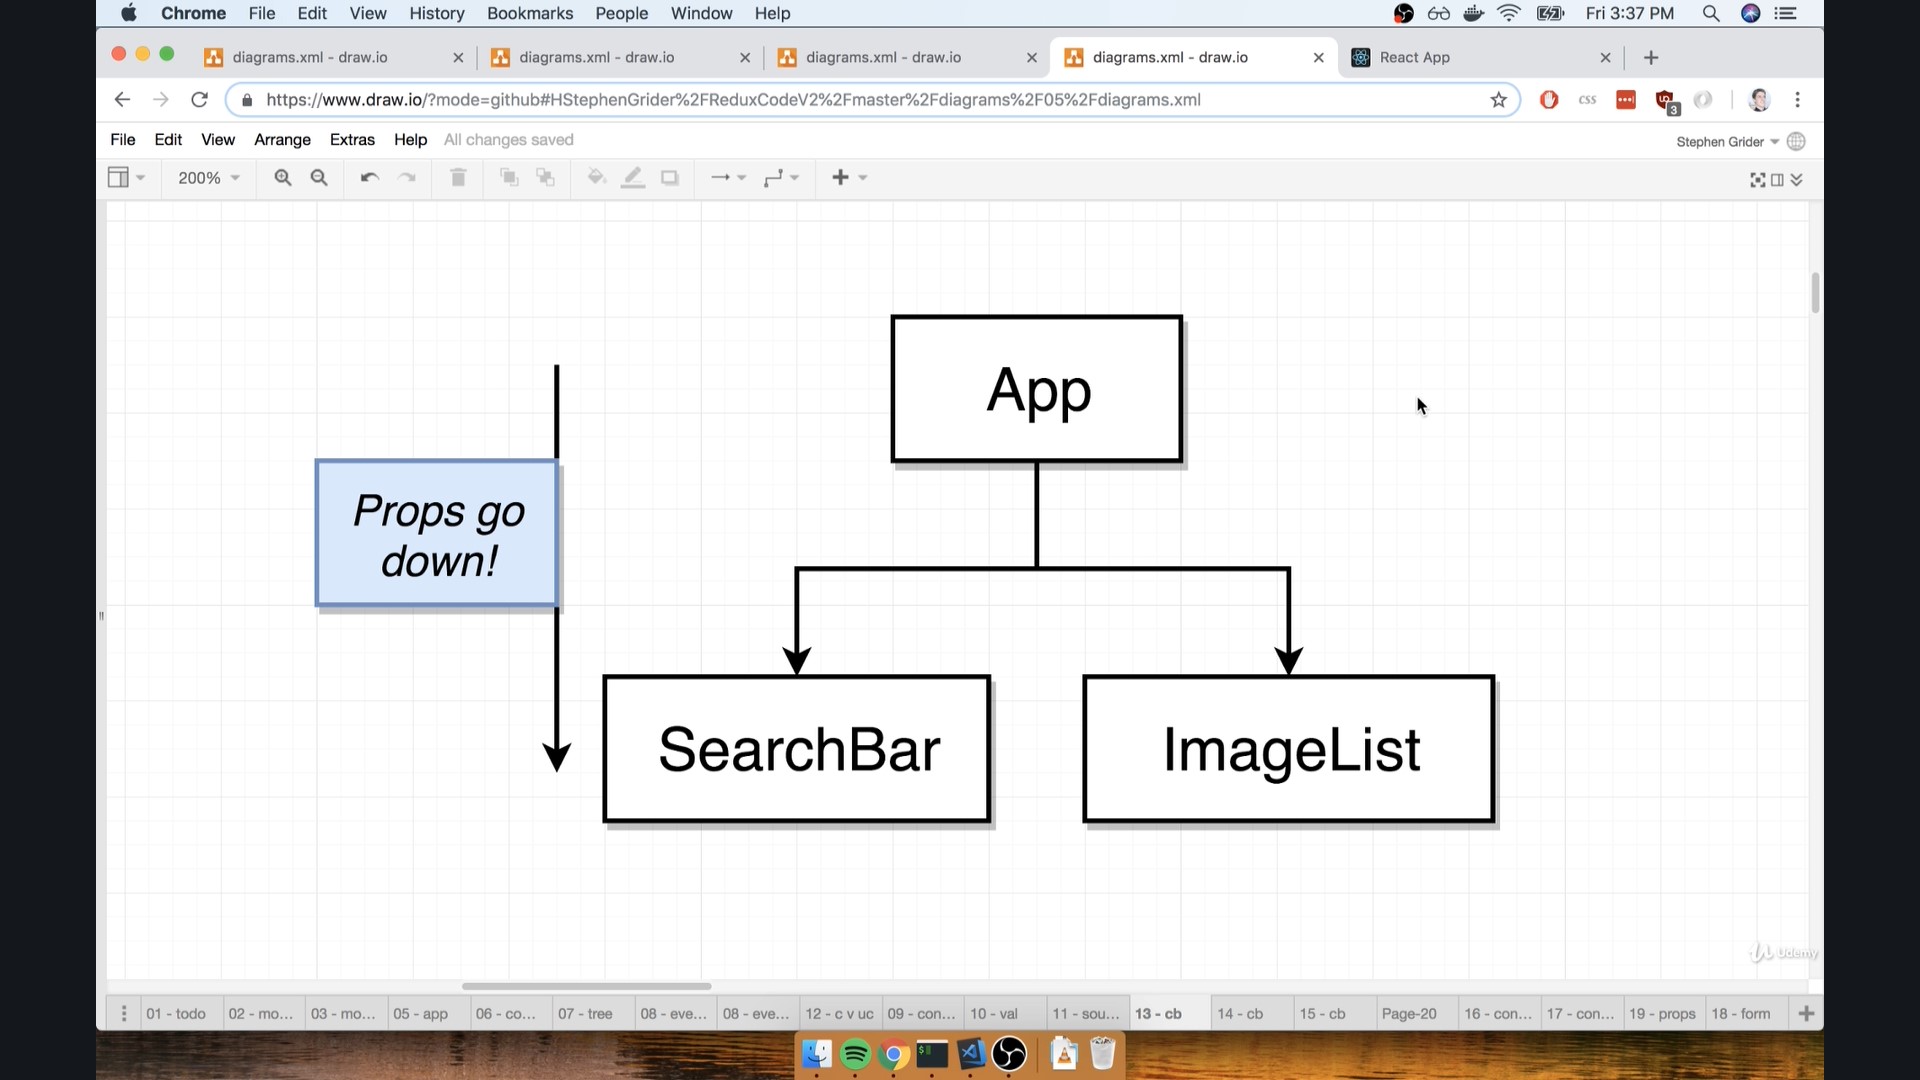 Chrome File Edit View History Bookmarks People Window Help Fri 3:37 PM
diagrams.xml - draw.io diagrams.xml - draw.io diagrams.xml - draw.io diagrams.xml - draw.io React App
https://www.draw.io/?mode=github#HStephenGrider%2FReduxCodeV2%2Fmaster%2Fdiagrams%2F05%2Fdiagrams.xml css 3
File Edit View Arrange Extras Help All changes saved Stephen Grider
200%
App
Props go
down!
SearchBar ImageList
Udemy
01 - todo 02 - mo... 03 - mo... 05 - app 06 - co... 07 - tree 08 - eve... 08 - eve... 12 - c v uc 09 - con... 10 - val 11 - sou... 13 - cb 14 - cb 15 - cb Page-20 16 - con... 17 - con... 19 - props 18 - form